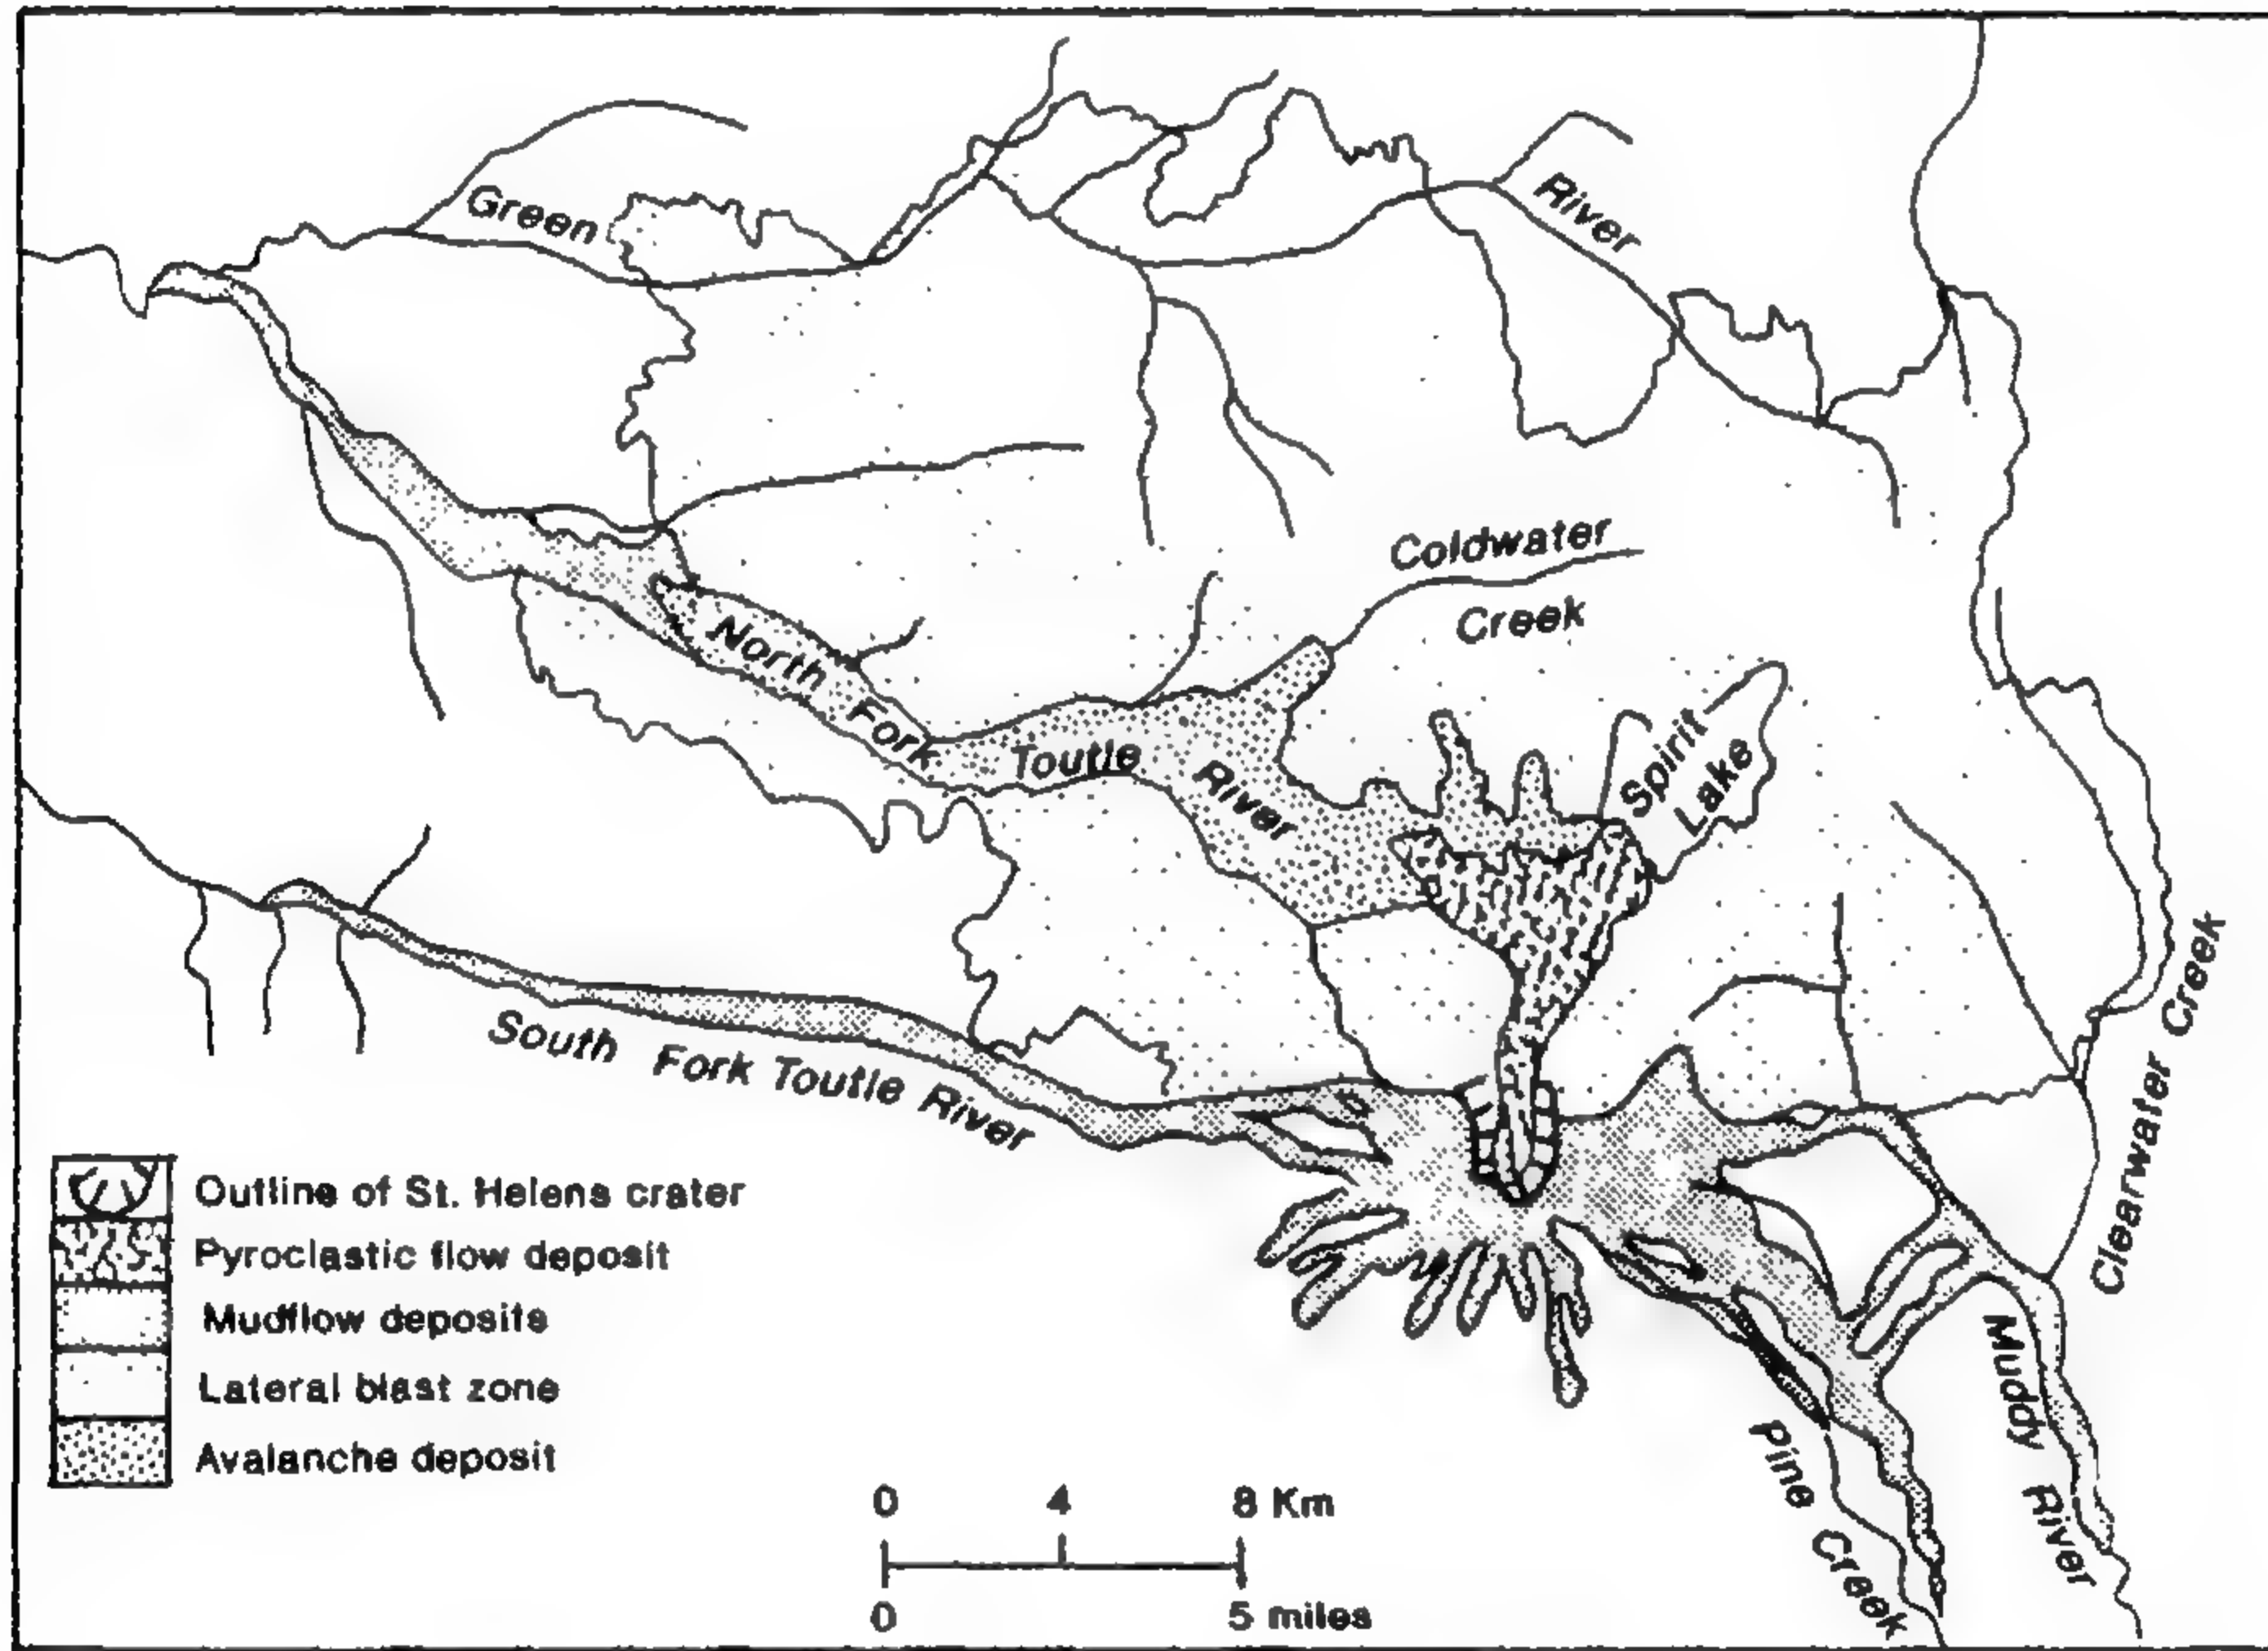 Green
River
Coldwater
Creek
North
Fork
Toutle
River
Spirit
Lake
Clearwater Creek
South Fork Toutle River
Outline of St. Helens crater
Pyroclastic flow deposit
Mudflow deposits
Lateral blast zone
Avalanche deposit
Muddy River
Pine Creek
0 4 8 Km
0 5 miles